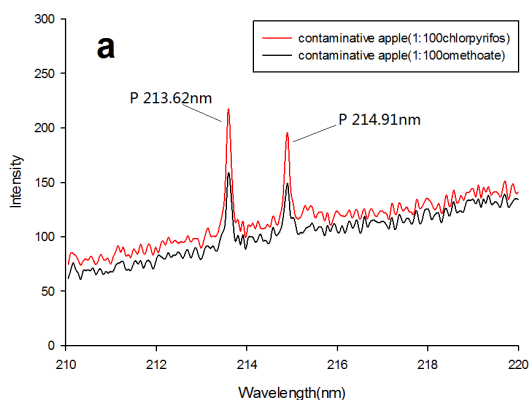 300
a
contaminative apple(1:100chlorpyrifos)
contaminative apple(1:100omethoate)
250
P 213.62nm
P 214.91nm
200
Intensity
150
100
50
0
210 212 214 216 218 220
Wavelength(nm)